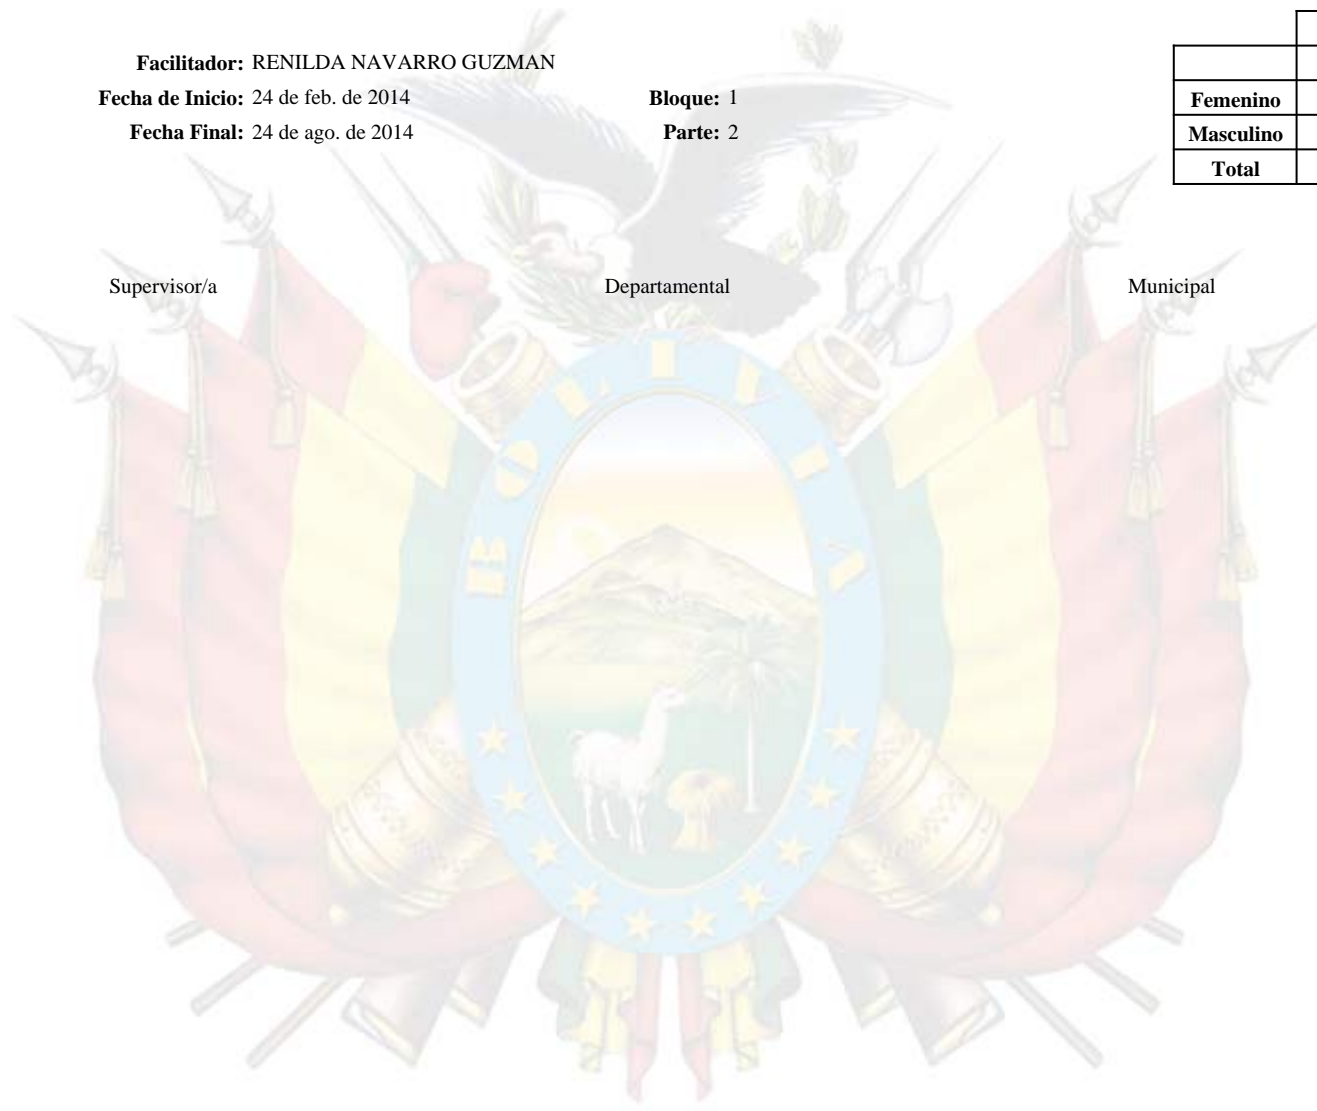 Facilitador: RENILDA NAVARRO GUZMAN
Fecha de Inicio: 24 de feb. de 2014 Bloque: 1
Fecha Final: 24 de ago. de 2014 Parte: 2
Femenino
Masculino
Total
Supervisor/a Departamental Municipal
BOLIVIA